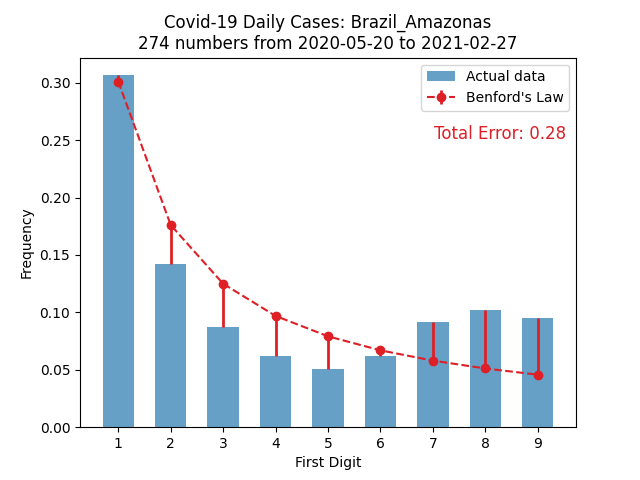 Covid-19 Daily Cases: Brazil_Amazonas
274 numbers from 2020-05-20 to 2021-02-27
Actual data
Benford's Law
Total Error: 0.28
Frequency
0.30
0.25
0.20
0.15
0.10
0.05
0.00
1 2 3 4 5 6 7 8 9
First Digit